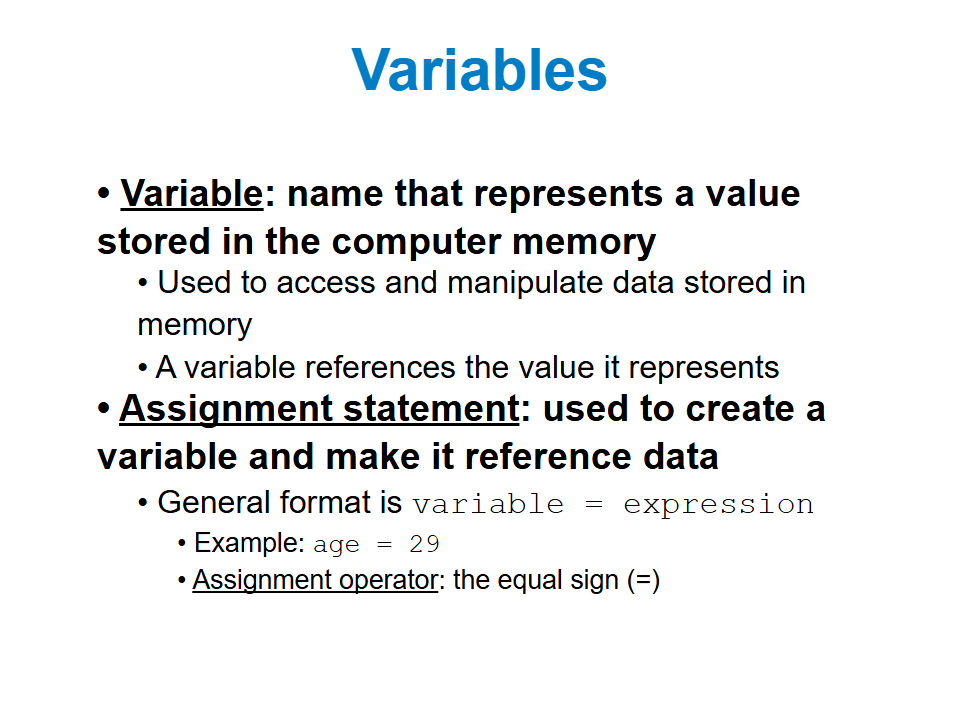 Variables
• Variable: name that represents a value
stored in the computer memory
• Used to access and manipulate data stored in
memory
• A variable references the value it represents
• Assignment statement: used to create a
variable and make it reference data
• General format is variable = expression
• Example: age = 29
• Assignment operator: the equal sign (=)